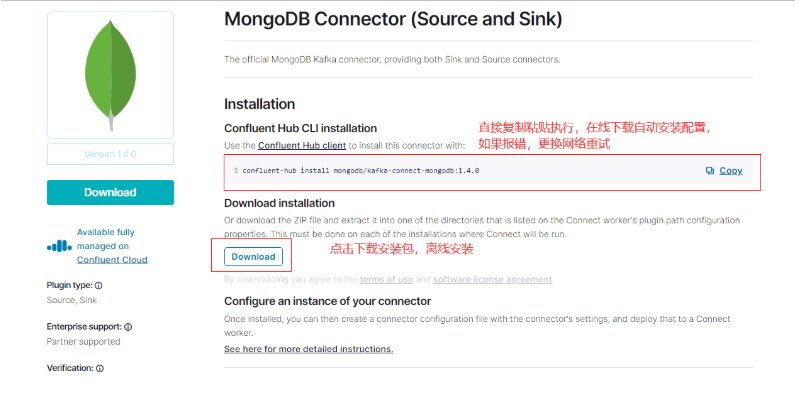 MongoDB Connector (Source and Sink)
The official MongoDB Kafka connector, providing both Sink and Source connectors.
Version 1.4.0
Download
Available fully
managed on
Confluent Cloud
Plugin type:
Source, Sink
Enterprise support:
Partner supported
Verification:
Installation
Confluent Hub CLI installation
直接复制粘贴执行，在线下载自动安装配置，
如果报错，更换网络重试
Use the Confluent Hub client to install this connector with:
$ confluent-hub install mongodb/kafka-connect-mongodb:1.4.0 Copy
Download installation
Or download the ZIP file and extract it into one of the directories that is listed on the Connect worker's plugin.path configuration
properties. This must be done on each of the installations where Connect will be run.
Download 点击下载安装包，离线安装
By downloading you agree to the terms of use and software license agreement.
Configure an instance of your connector
Once installed, you can then create a connector configuration file with the connector's settings, and deploy that to a Connect
worker.
See here for more detailed instructions.